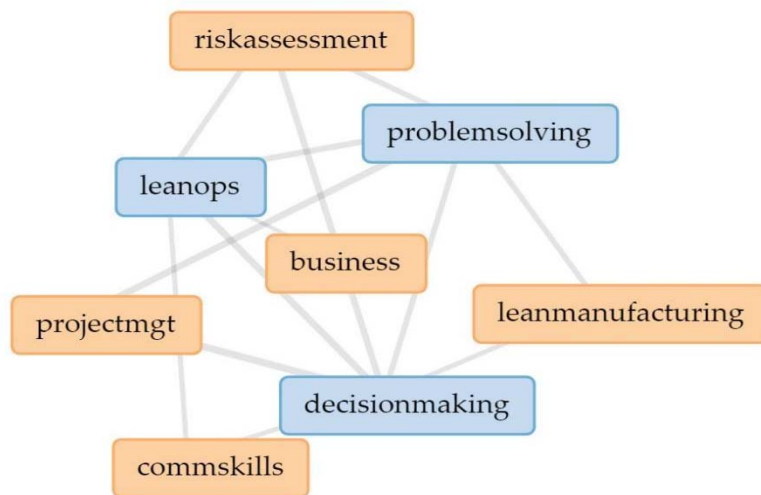 riskassessment
problemsolving
leanops
business
leanmanufacturing
projectmgt
decisionmaking
commskills